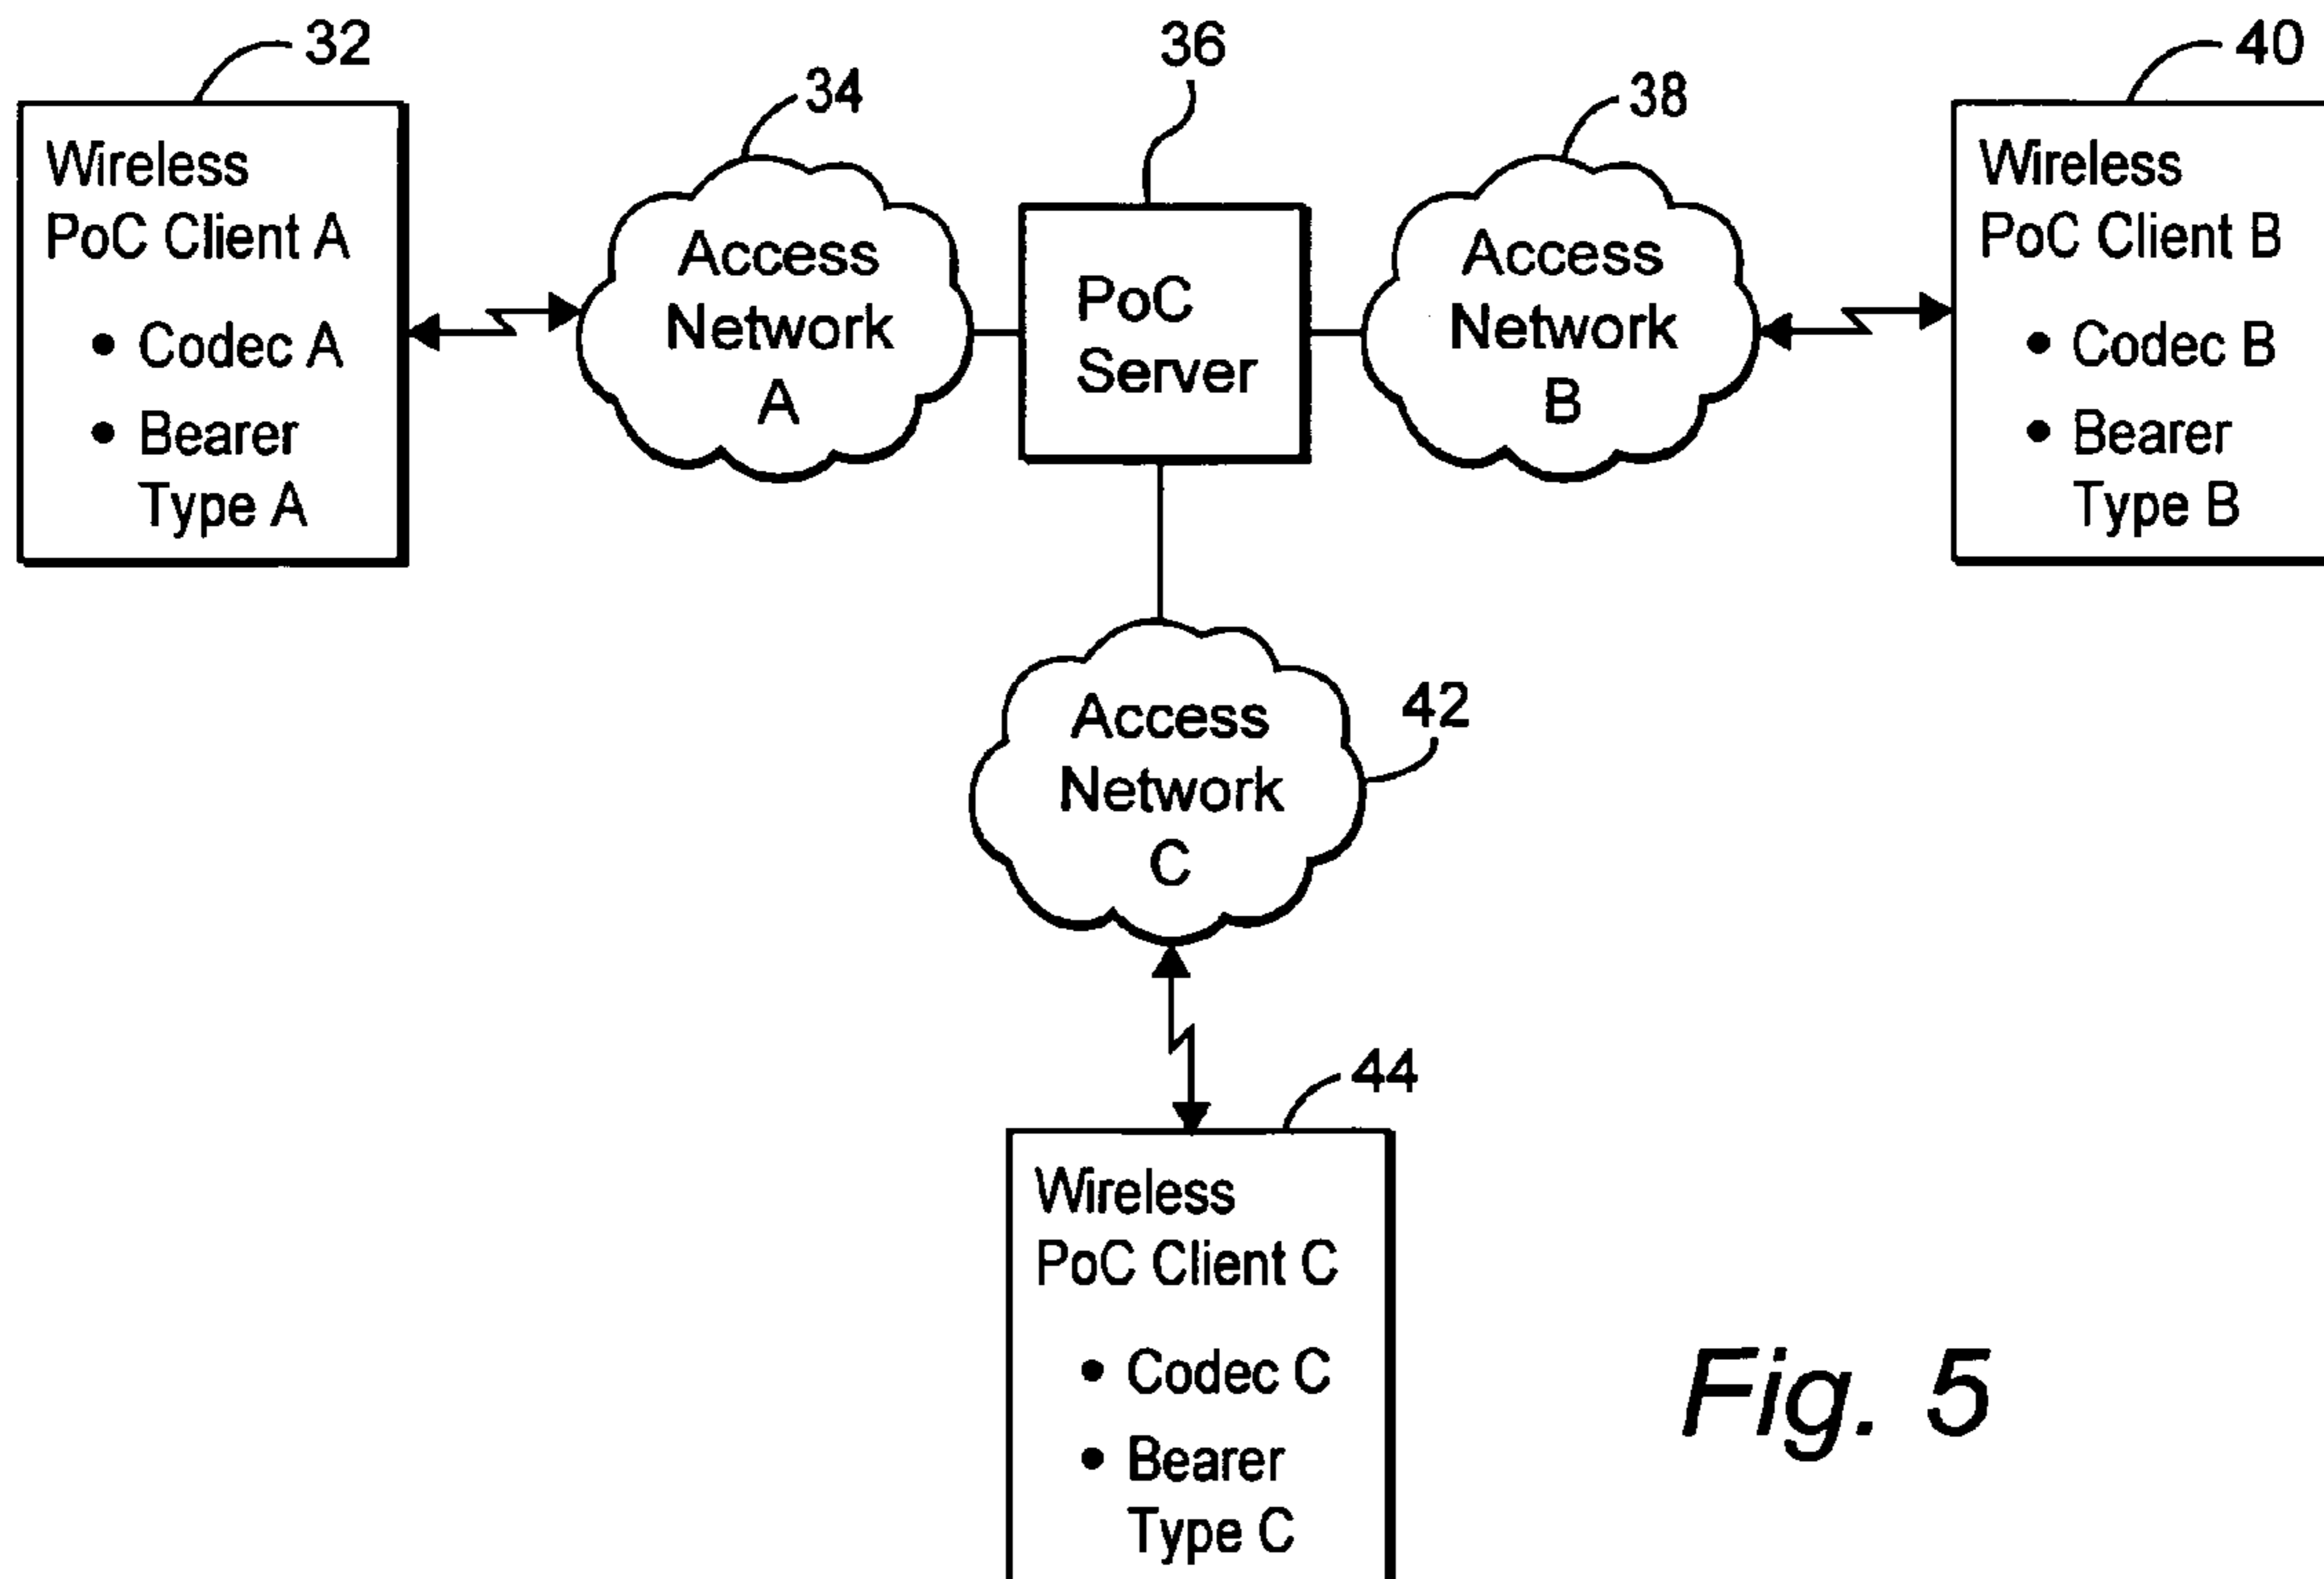 32
34
36
38
40
Wireless
PoC Client A
• Codec A
• Bearer
Type A
Access
Network
A
PoC
Server
Access
Network
B
Wireless
PoC Client B
• Codec B
• Bearer
Type B
Access
Network
C
42
44
Wireless
PoC Client C
• Codec C
• Bearer
Type C
Fig. 5